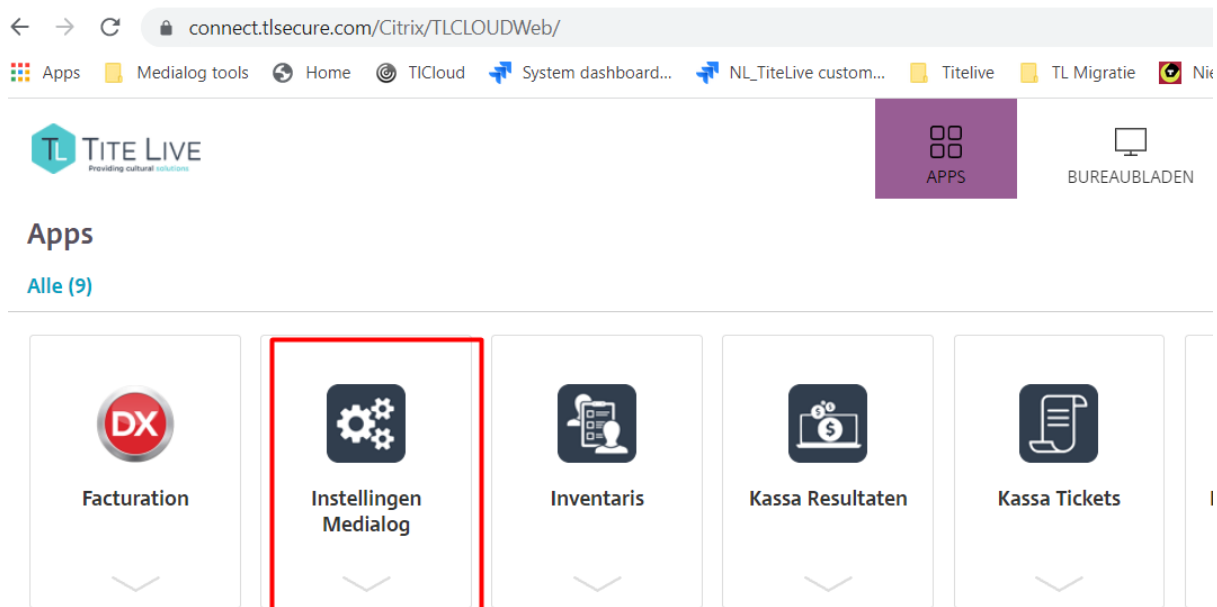 connect.tlsecure.com/Citrix/TLCLOUDWeb/
Apps Medialog tools Home TICloud System dashboard... NL_TiteLive custom... Titelive TL Migratie Nie
TL TITE LIVE
Providing cultural solutions
APPS BUREAUBLADEN
Apps
Alle (9)
DX
Facturation Instellingen Inventaris Kassa Resultaten Kassa Tickets
Medialog